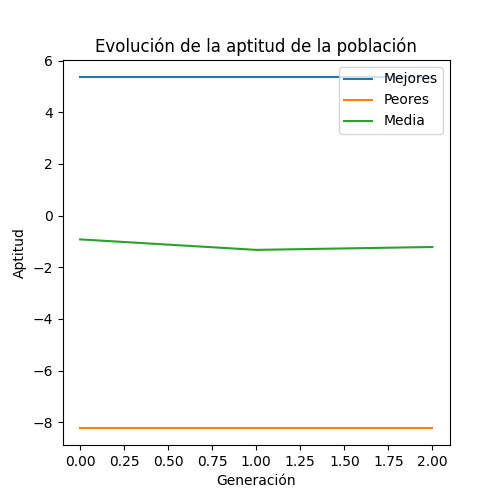 Evolución de la aptitud de la población
Mejores
Peores
Media
Aptitud
6
4
2
0
−2
−4
−6
−8
0.00 0.25 0.50 0.75 1.00 1.25 1.50 1.75 2.00
Generación